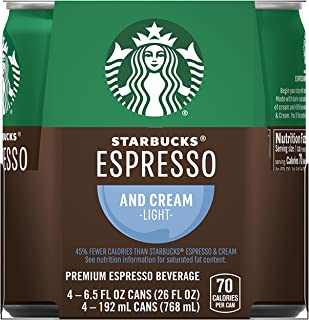 STARBUCKS®
ESPRESSO
AND CREAM
-LIGHT-
45% FEWER CALORIES THAN STARBUCKS® ESPRESSO & CREAM
See nutrition information for saturated fat content.
PREMIUM ESPRESSO BEVERAGE
4 – 6.5 FL OZ CANS (26 FL OZ)
4 – 192 mL CANS (768 mL)
70
CALORIES
PER CAN
Nutrition